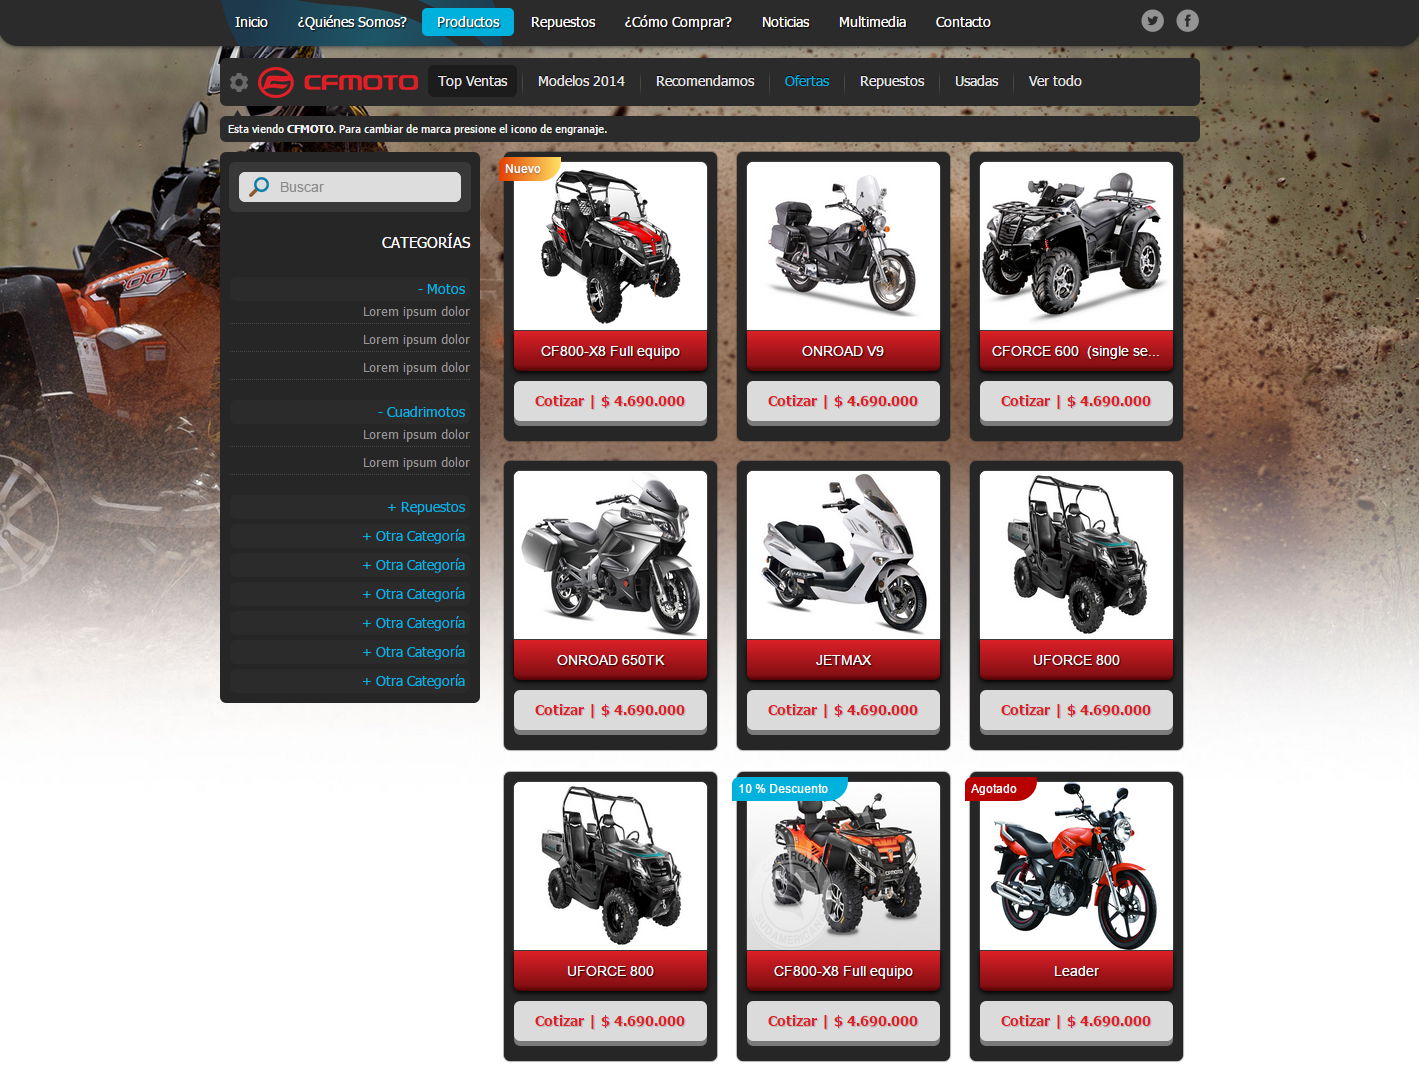 Inicio ¿Quiénes Somos? Productos Repuestos ¿Cómo Comprar? Noticias Multimedia Contacto
CFMOTO Top Ventas Modelos 2014 Recomendamos Ofertas Repuestos Usadas Ver todo
Esta viendo CFMOTO. Para cambiar de marca presione el icono de engranaje.
Buscar
CATEGORÍAS
- Motos
Lorem ipsum dolor
Lorem ipsum dolor
Lorem ipsum dolor
- Cuadrimotos
Lorem ipsum dolor
Lorem ipsum dolor
+ Repuestos
+ Otra Categoría
+ Otra Categoría
+ Otra Categoría
+ Otra Categoría
+ Otra Categoría
+ Otra Categoría
Nuevo
CF800-X8 Full equipo
Cotizar | $ 4.690.000
ONROAD V9
Cotizar | $ 4.690.000
CFORCE 600 (single se...
Cotizar | $ 4.690.000
ONROAD 650TK
Cotizar | $ 4.690.000
JETMAX
Cotizar | $ 4.690.000
UFORCE 800
Cotizar | $ 4.690.000
UFORCE 800
Cotizar | $ 4.690.000
10 % Descuento
CFMOTO
COMERCIAL
SUDAMERICANA
CF800-X8 Full equipo
Cotizar | $ 4.690.000
Agotado
Leader
Cotizar | $ 4.690.000